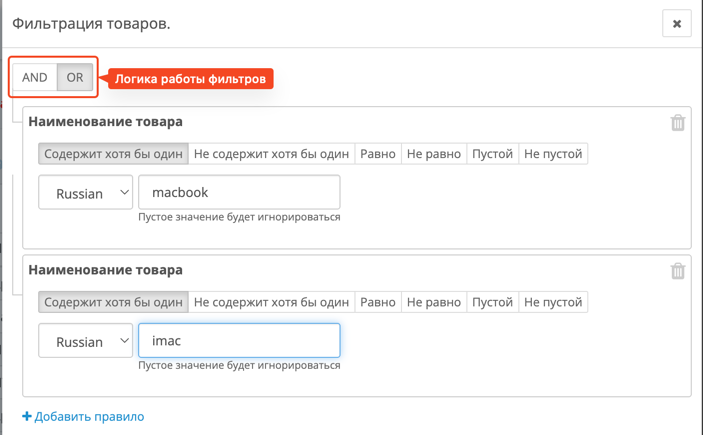 Фильтрация товаров.
AND OR Логика работы фильтров
Наименование товара
Содержит хотя бы один Не содержит хотя бы один Равно Не равно Пустой Не пустой
Russian macbook
Пустое значение будет игнорироваться
Наименование товара
Содержит хотя бы один Не содержит хотя бы один Равно Не равно Пустой Не пустой
Russian imac
Пустое значение будет игнорироваться
Добавить правило